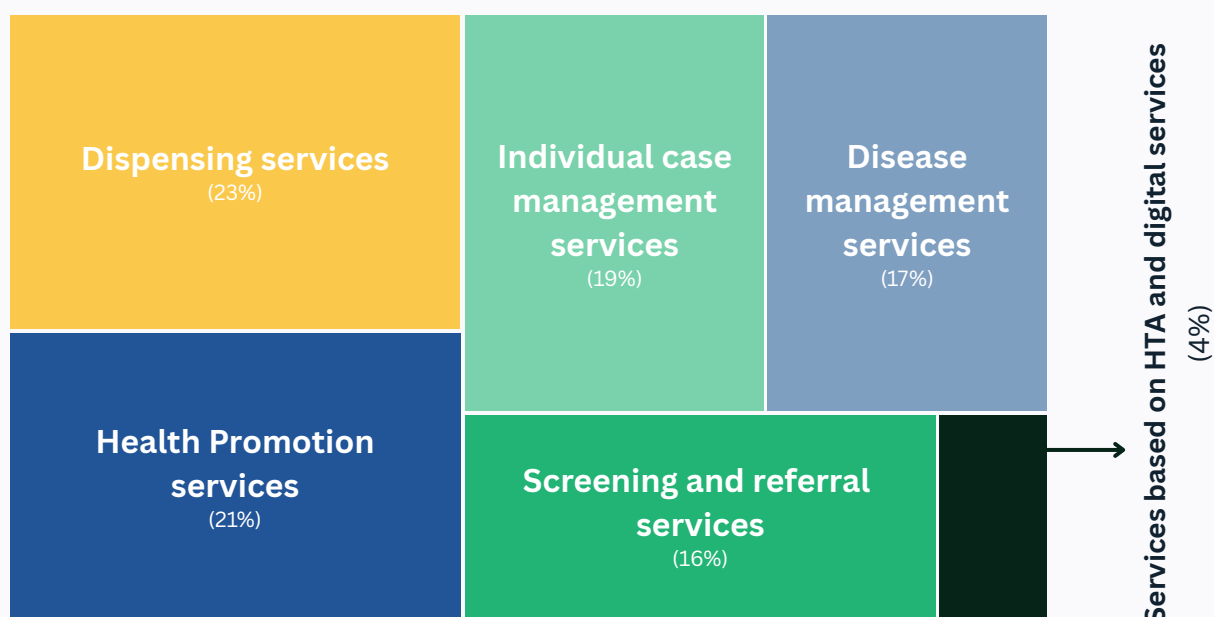 Dispensing services
(23%)
Individual case
management
services
(19%)
Disease
management
services
(17%)
Health Promotion
services
(21%)
Screening and referral
services
(16%)
Services based on HTA and digital services
(4%)